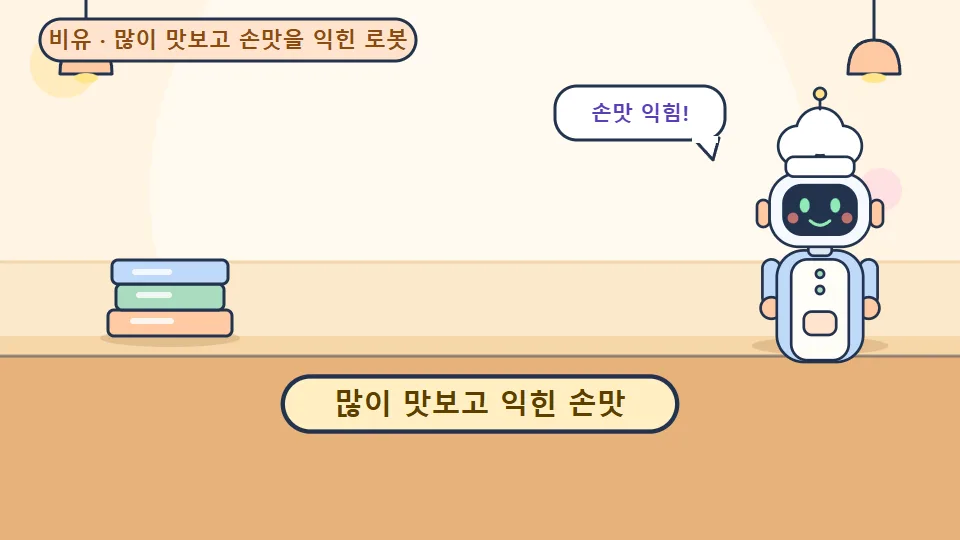 비유 · 많이 맛보고 손맛을 익힌 로봇
손맛 익힘!
많이 맛보고 익힌 손맛